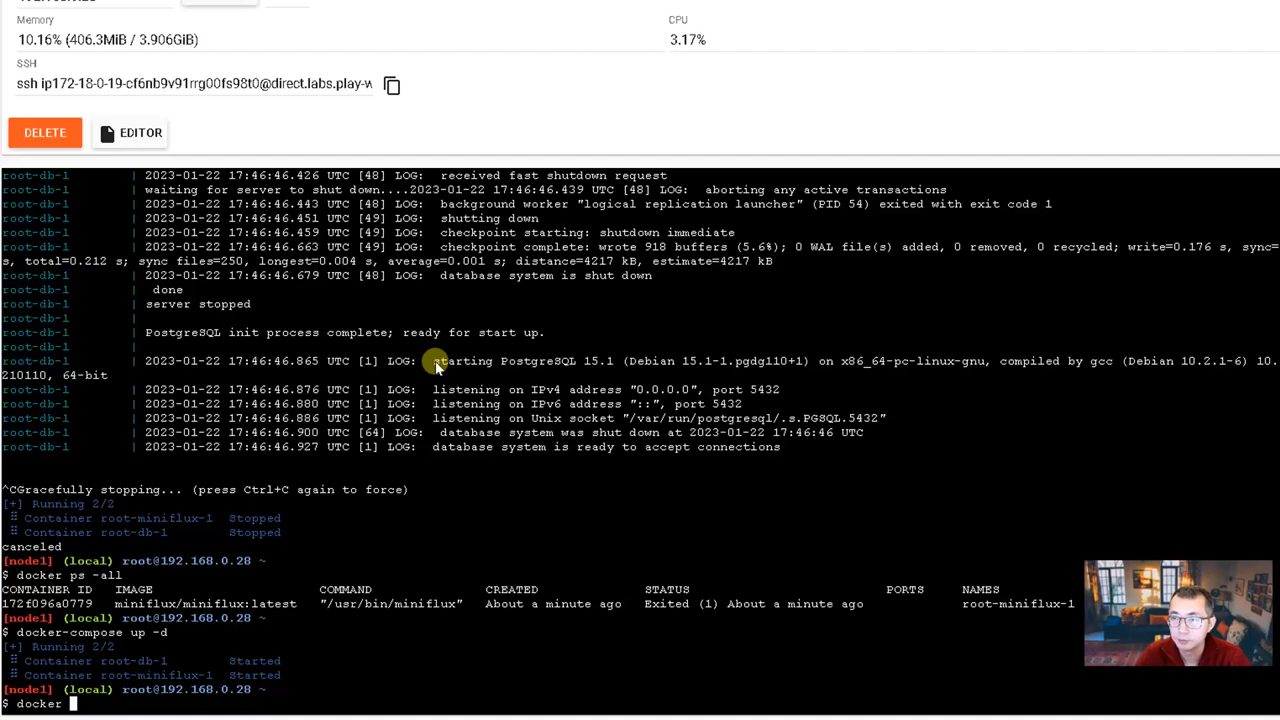 Memory
CPU
10.16% (406.3MiB / 3.906GiB)
3.17%
SSH
ssh ip172-18-0-19-cf6nb9v91rrg00fs98t0@direct.labs.play-w
DELETE
EDITOR
root-db-1 | 2023-01-22 17:46:46.426 UTC [48] LOG: received fast shutdown request
root-db-1 | waiting for server to shut down....2023-01-22 17:46:46.439 UTC [48] LOG: aborting any active transactions
root-db-1 | 2023-01-22 17:46:46.443 UTC [48] LOG: background worker "logical replication launcher" (PID 54) exited with exit code 1
root-db-1 | 2023-01-22 17:46:46.451 UTC [49] LOG: shutting down
root-db-1 | 2023-01-22 17:46:46.459 UTC [49] LOG: checkpoint starting: shutdown immediate
root-db-1 | 2023-01-22 17:46:46.663 UTC [49] LOG: checkpoint complete: wrote 918 buffers (5.6%); 0 WAL file(s) added, 0 removed, 0 recycled; write=0.176 s, sync=
s, total=0.212 s; sync files=250, longest=0.004 s, average=0.001 s; distance=4217 kB, estimate=4217 kB
root-db-1 | 2023-01-22 17:46:46.679 UTC [48] LOG: database system is shut down
root-db-1 | done
root-db-1 | server stopped
root-db-1 |
root-db-1 | PostgreSQL init process complete; ready for start up.
root-db-1 |
root-db-1 | 2023-01-22 17:46:46.865 UTC [1] LOG: starting PostgreSQL 15.1 (Debian 15.1-1.pgdg110+1) on x86_64-pc-linux-gnu, compiled by gcc (Debian 10.2.1-6) 10.
210110, 64-bit
root-db-1 | 2023-01-22 17:46:46.876 UTC [1] LOG: listening on IPv4 address "0.0.0.0", port 5432
root-db-1 | 2023-01-22 17:46:46.880 UTC [1] LOG: listening on IPv6 address "::", port 5432
root-db-1 | 2023-01-22 17:46:46.886 UTC [1] LOG: listening on Unix socket "/var/run/postgresql/.s.PGSQL.5432"
root-db-1 | 2023-01-22 17:46:46.900 UTC [64] LOG: database system was shut down at 2023-01-22 17:46:46 UTC
root-db-1 | 2023-01-22 17:46:46.927 UTC [1] LOG: database system is ready to accept connections
^CGracefully stopping... (press Ctrl+C again to force)
[+] Running 2/2
⠿ Container root-miniflux-1 Stopped
⠿ Container root-db-1 Stopped
canceled
[node1] (local) root@192.168.0.28 ~
$ docker ps -all
CONTAINER ID IMAGE COMMAND CREATED STATUS PORTS NAMES
172f096a0779 miniflux/miniflux:latest "/usr/bin/miniflux" About a minute ago Exited (1) About a minute ago root-miniflux-1
[node1] (local) root@192.168.0.28 ~
$ docker-compose up -d
[+] Running 2/2
⠿ Container root-db-1 Started
⠿ Container root-miniflux-1 Started
[node1] (local) root@192.168.0.28 ~
$ docker